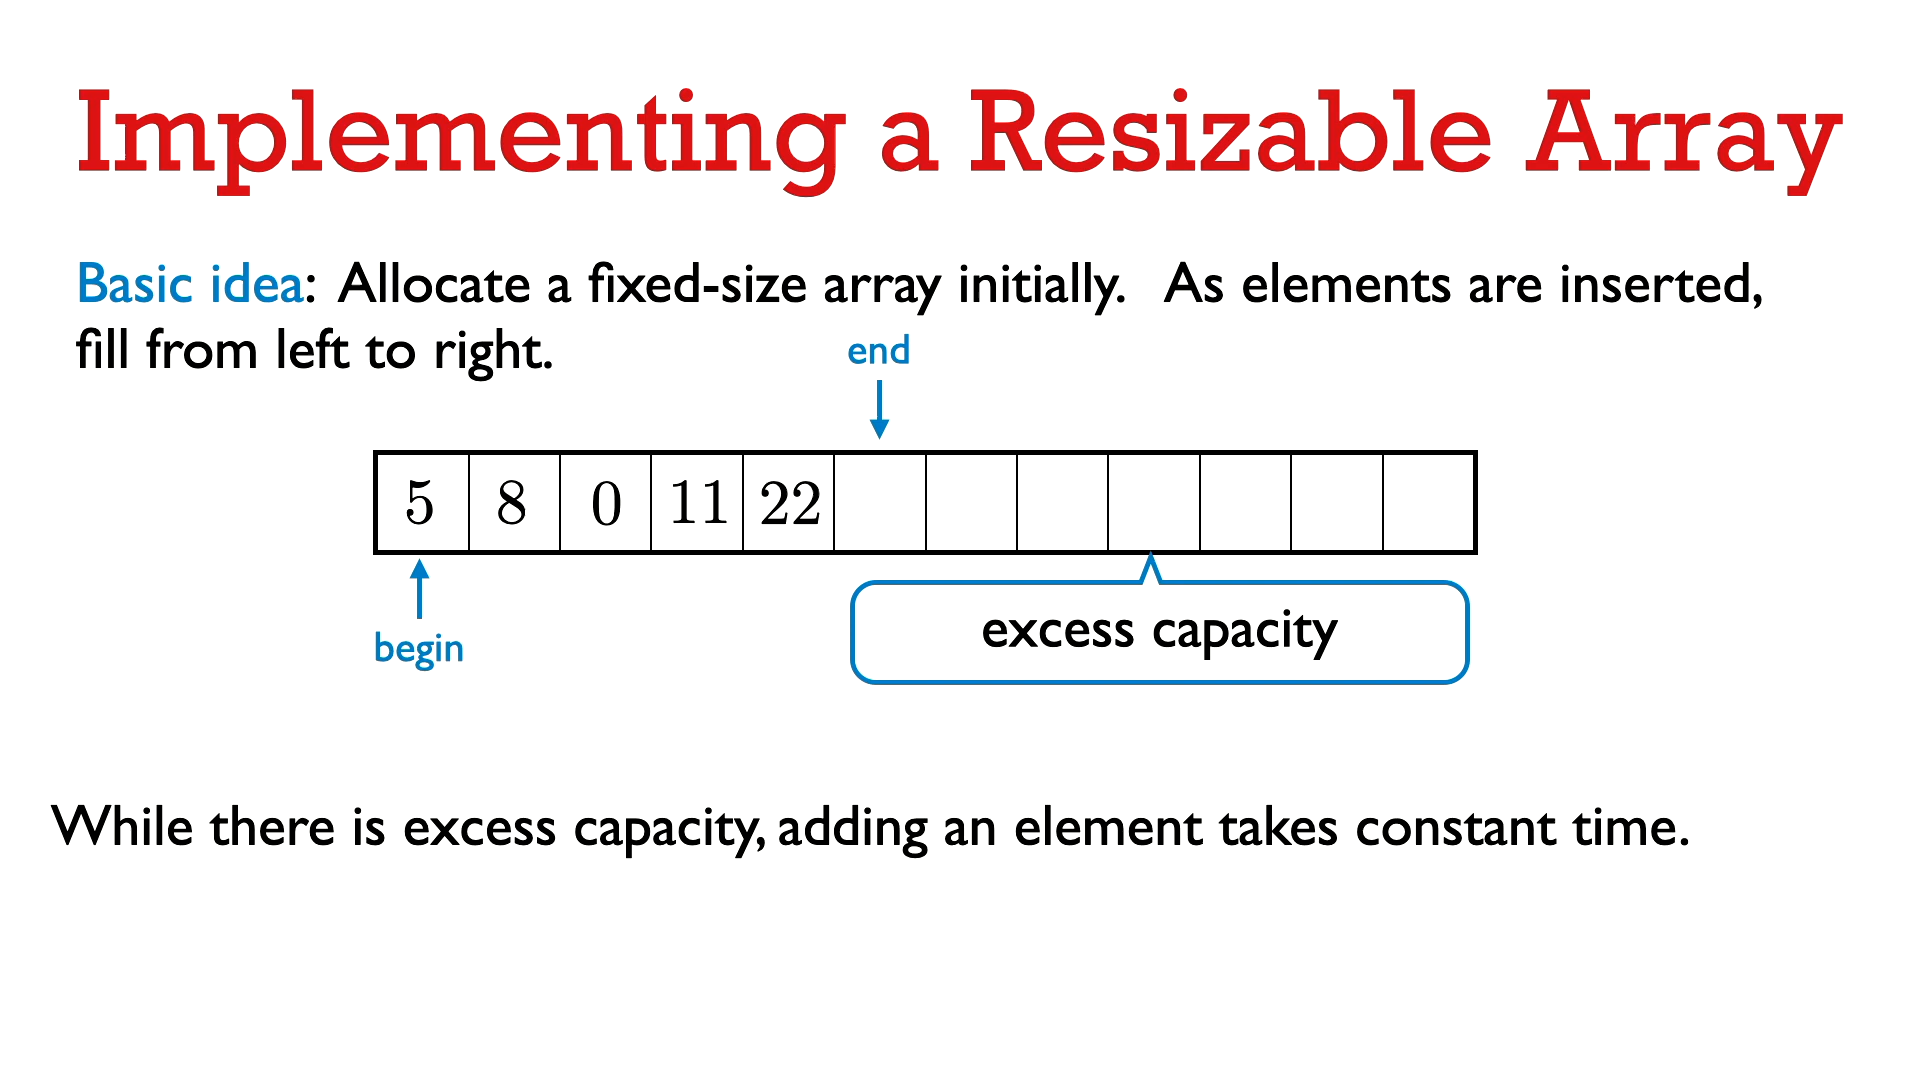 Implementing a Resizable Array
Basic idea: Allocate a fixed-size array initially. As elements are inserted,
fill from left to right.
end
5 8 0 11 22
begin
excess capacity
While there is excess capacity, adding an element takes constant time.